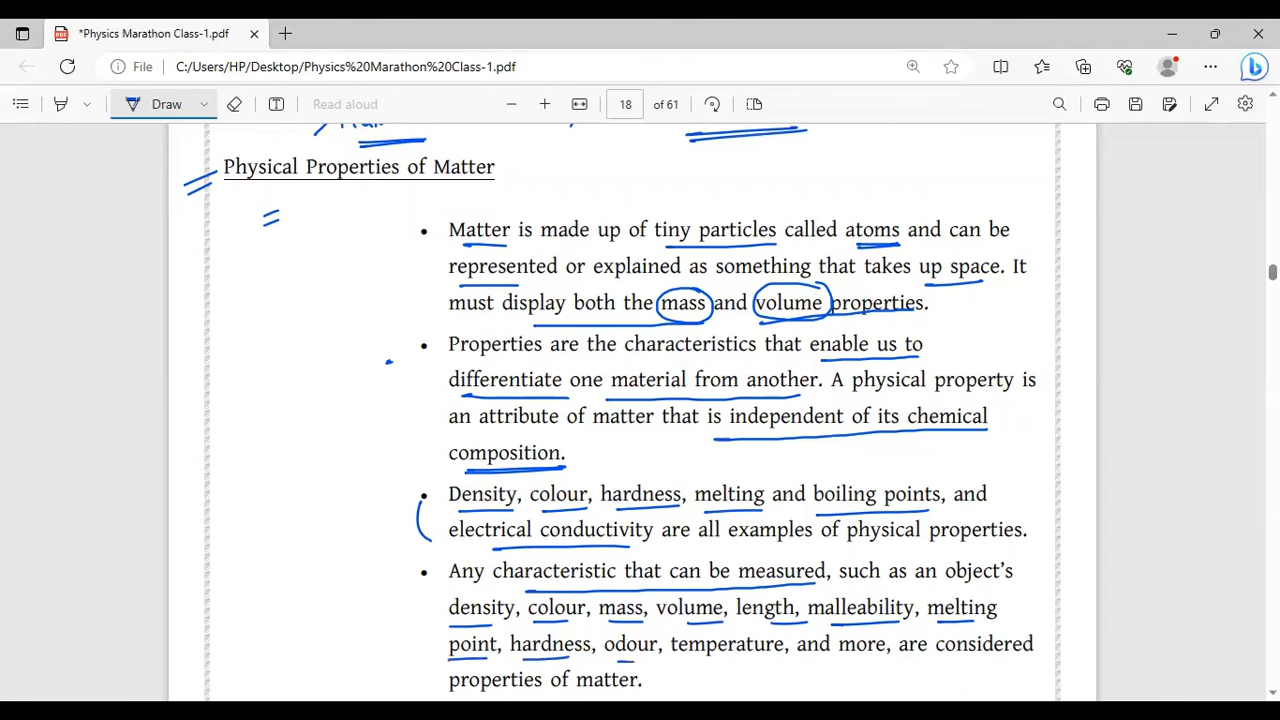 *Physics Marathon Class-1.pdf
File C:/Users/HP/Desktop/Physics%20Marathon%20Class-1.pdf
Draw Read aloud 18 of 61
Physical Properties of Matter
• Matter is made up of tiny particles called atoms and can be
represented or explained as something that takes up space. It
must display both the mass and volume properties.
• Properties are the characteristics that enable us to
differentiate one material from another. A physical property is
an attribute of matter that is independent of its chemical
composition.
• Density, colour, hardness, melting and boiling points, and
electrical conductivity are all examples of physical properties.
• Any characteristic that can be measured, such as an object's
density, colour, mass, volume, length, malleability, melting
point, hardness, odour, temperature, and more, are considered
properties of matter.